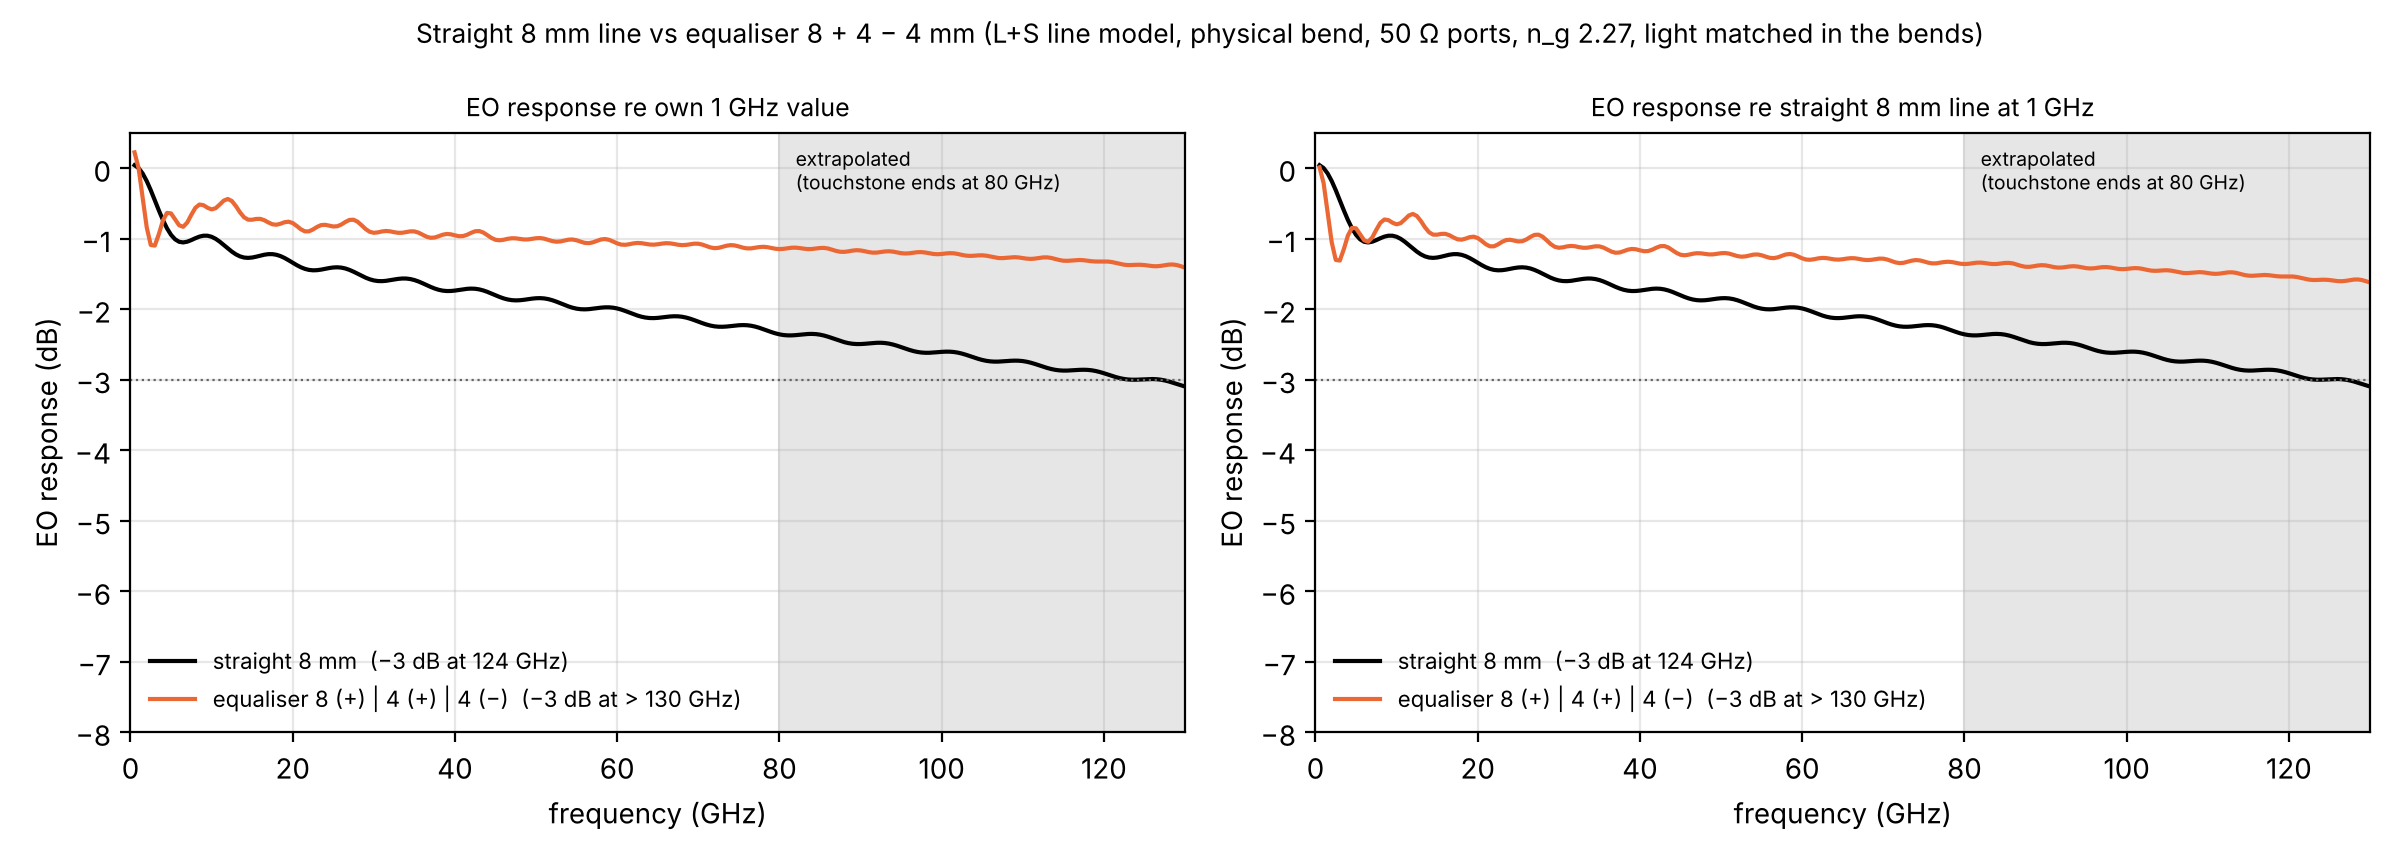 Straight 8 mm line vs equaliser 8 + 4 − 4 mm (L+S line model, physical bend, 50 Ω ports, n_g 2.27, light matched in the bends)
EO response re own 1 GHz value
EO response (dB)
0
−1
−2
−3
−4
−5
−6
−7
−8
extrapolated
(touchstone ends at 80 GHz)
straight 8 mm (−3 dB at 124 GHz)
equaliser 8 (+) | 4 (+) | 4 (−) (−3 dB at > 130 GHz)
0 20 40 60 80 100 120
frequency (GHz)
EO response re straight 8 mm line at 1 GHz
EO response (dB)
0
−1
−2
−3
−4
−5
−6
−7
−8
extrapolated
(touchstone ends at 80 GHz)
straight 8 mm (−3 dB at 124 GHz)
equaliser 8 (+) | 4 (+) | 4 (−) (−3 dB at > 130 GHz)
0 20 40 60 80 100 120
frequency (GHz)